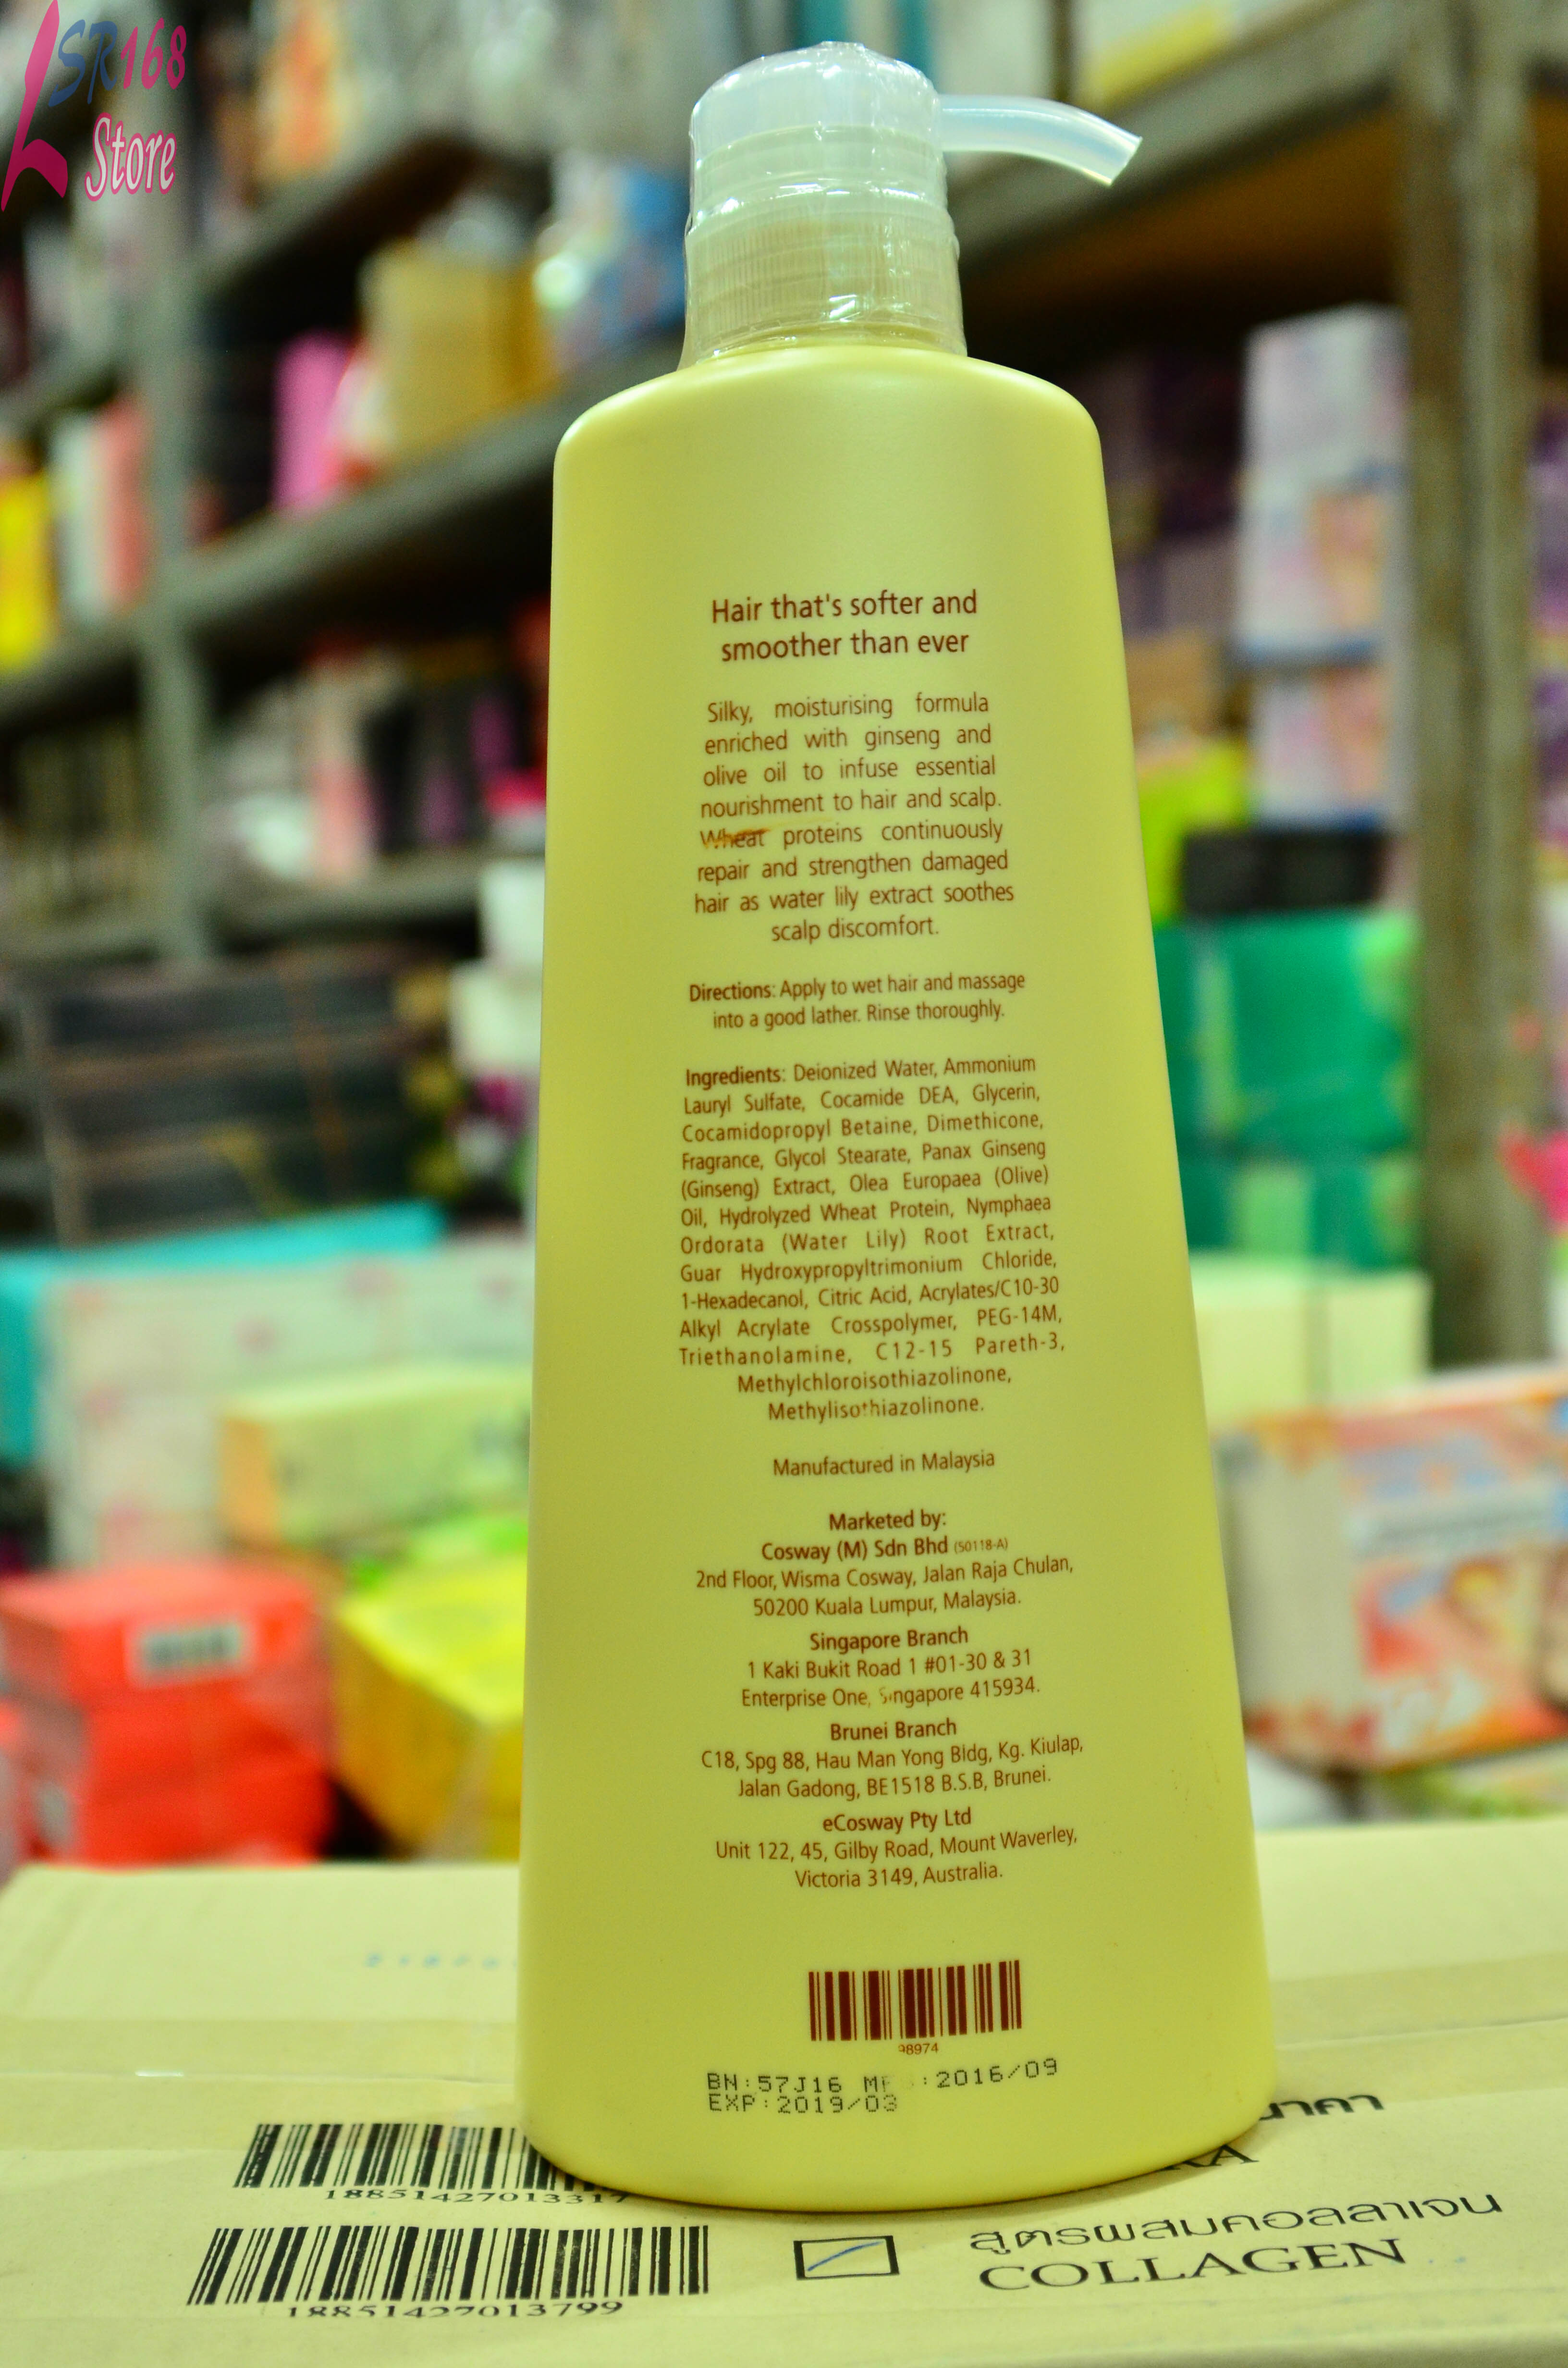 SR168
Store
Hair that's softer and
smoother than ever
Silky, moisturising formula
enriched with ginseng and
olive oil to infuse essential
nourishment to hair and scalp.
Wheat proteins continuously
repair and strengthen damaged
hair as water lily extract soothes
scalp discomfort.
Directions: Apply to wet hair and massage
into a good lather. Rinse thoroughly.
Ingredients: Deionized Water, Ammonium
Lauryl Sulfate, Cocamide DEA, Glycerin,
Cocamidopropyl Betaine, Dimethicone,
Fragrance, Glycol Stearate, Panax Ginseng
(Ginseng) Extract, Olea Europaea (Olive)
Oil, Hydrolyzed Wheat Protein, Nymphaea
Ordorata (Water Lily) Root Extract,
Guar Hydroxypropyltrimonium Chloride,
1-Hexadecanol, Citric Acid, Acrylates/C10-30
Alkyl Acrylate Crosspolymer, PEG-14M,
Triethanolamine, C12-15 Pareth-3,
Methylchloroisothiazolinone,
Methylisothiazolinone.
Manufactured in Malaysia
Marketed by:
Cosway (M) Sdn Bhd (50118-A)
2nd Floor, Wisma Cosway, Jalan Raja Chulan,
50200 Kuala Lumpur, Malaysia.
Singapore Branch
1 Kaki Bukit Road 1 #01-30 & 31
Enterprise One, Singapore 415934.
Brunei Branch
C18, Spg 88, Hau Man Yong Bldg, Kg. Kiulap,
Jalan Gadong, BE1518 B.S.B, Brunei.
eCosway Pty Ltd
Unit 122, 45, Gilby Road, Mount Waverley,
Victoria 3149, Australia.
98974
BN:57J16 :2016/09
EXP:2019/03
18851427013317
สูตรผสมคอลลาเจน
COLLAGEN
18851427013799